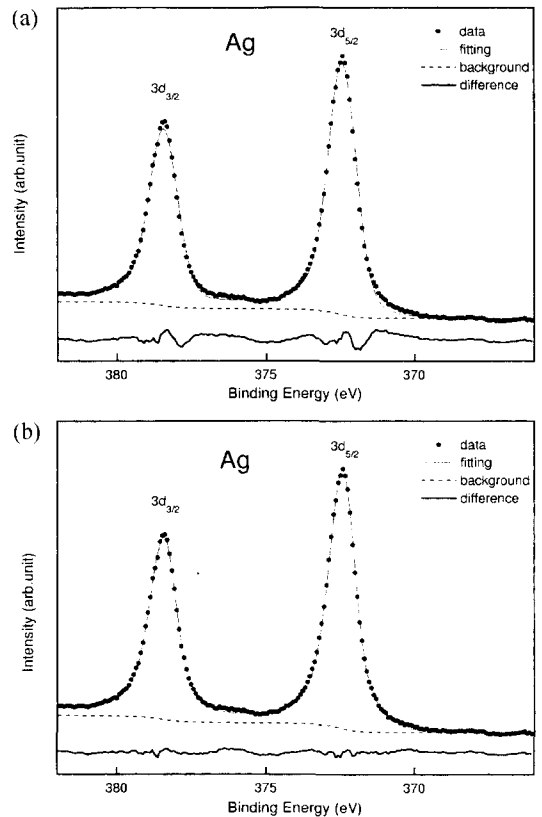 (a)
Ag
3d5/2
3d3/2
data
fitting
background
difference
Intensity (arb.unit)
380
375
370
Binding Energy (eV)
(b)
Ag
3d5/2
3d3/2
data
fitting
background
difference
Intensity (arb.unit)
380
375
370
Binding Energy (eV)